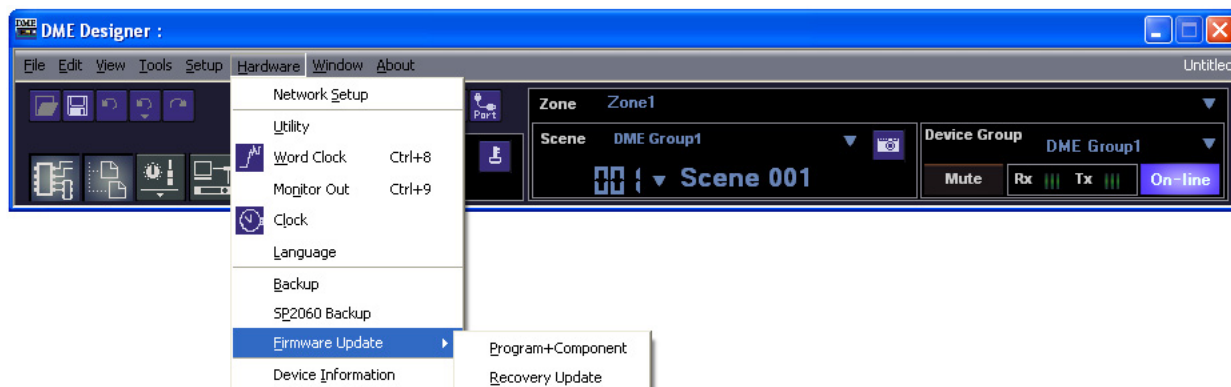 DME Designer :
File Edit View Tools Setup Hardware Window About Untitled
Network Setup
Utility
Word Clock Ctrl+8
Monitor Out Ctrl+9
Clock
Language
Backup
SP2060 Backup
Firmware Update
Device Information
Program+Component
Recovery Update
Port
Zone Zone1
Scene DME Group1
001 Scene 001
Device Group DME Group1
Mute Rx Tx On-line